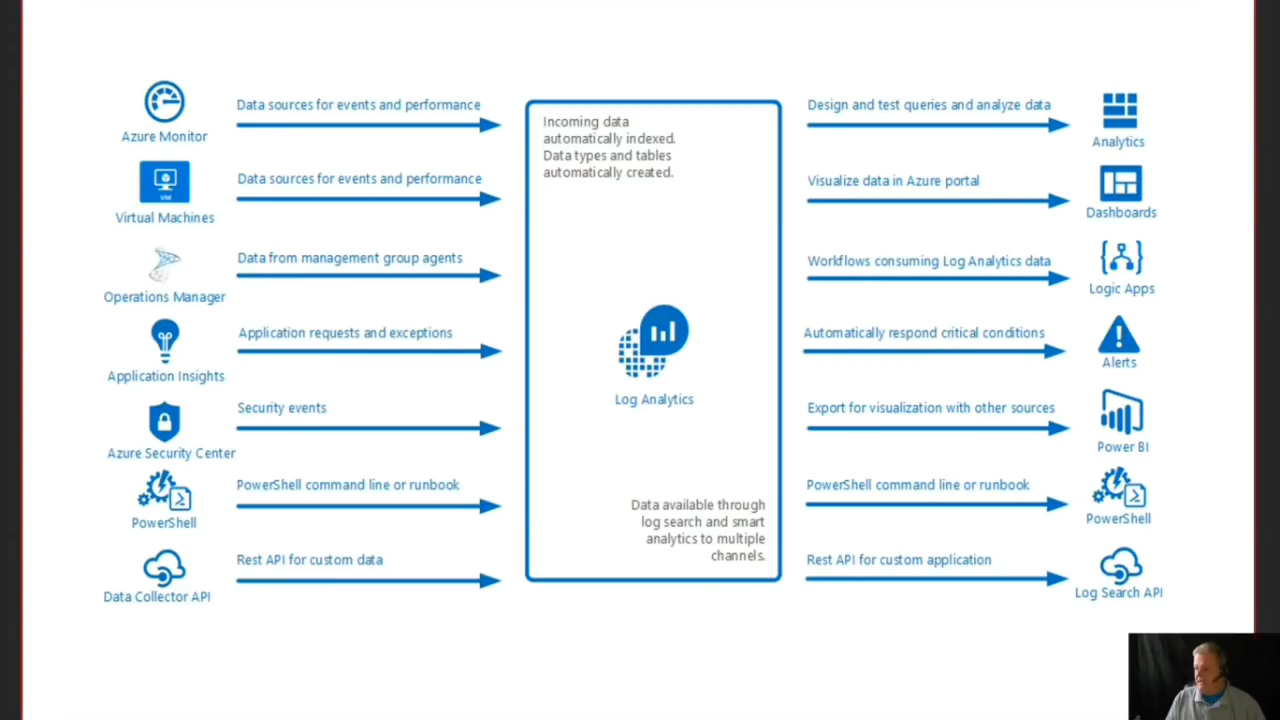 Azure Monitor
Data sources for events and performance
VM
Virtual Machines
Data sources for events and performance
Operations Manager
Data from management group agents
Application Insights
Application requests and exceptions
Azure Security Center
Security events
PowerShell
PowerShell command line or runbook
Data Collector API
Rest API for custom data
Incoming data
automatically indexed.
Data types and tables
automatically created.
Log Analytics
Data available through
log search and smart
analytics to multiple
channels.
Design and test queries and analyze data
Analytics
Visualize data in Azure portal
Dashboards
Workflows consuming Log Analytics data
Logic Apps
Automatically respond critical conditions
Alerts
Export for visualization with other sources
Power BI
PowerShell command line or runbook
PowerShell
Rest API for custom application
Log Search API